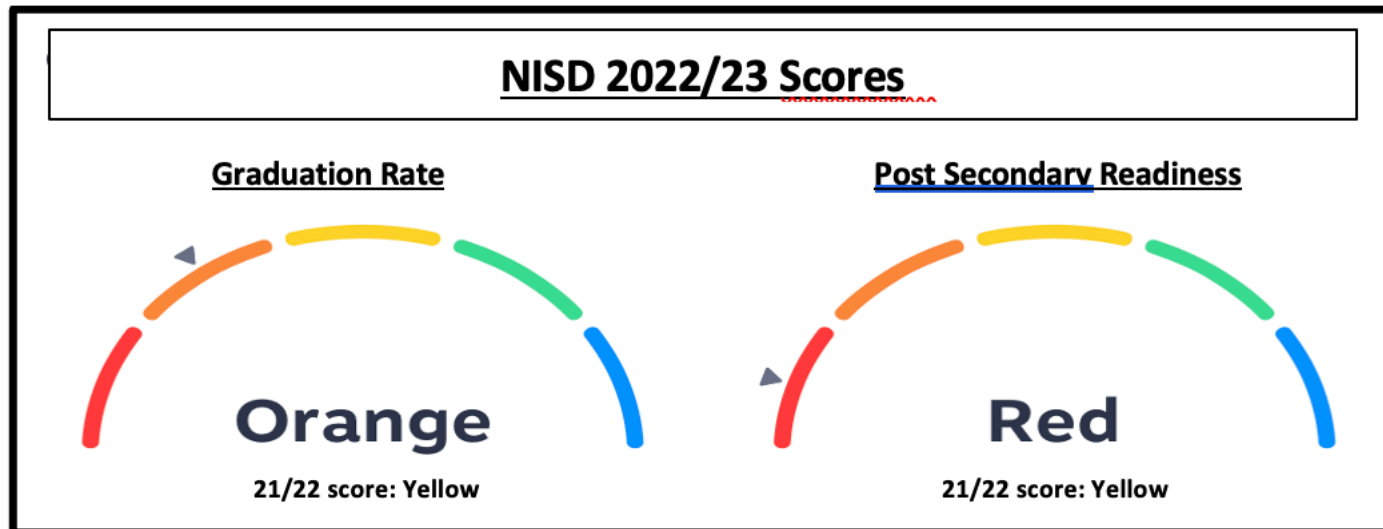 NISD 2022/23 Scores
Graduation Rate
Post Secondary Readiness
Orange
Red
21/22 score: Yellow
21/22 score: Yellow